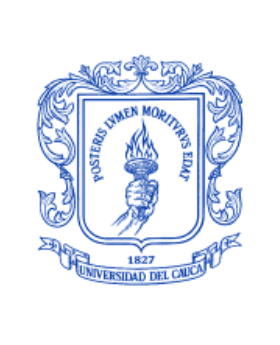 POSTERIS LVMEN MORITVRVS EDAT
1827
UNIVERSIDAD DEL CAUCA